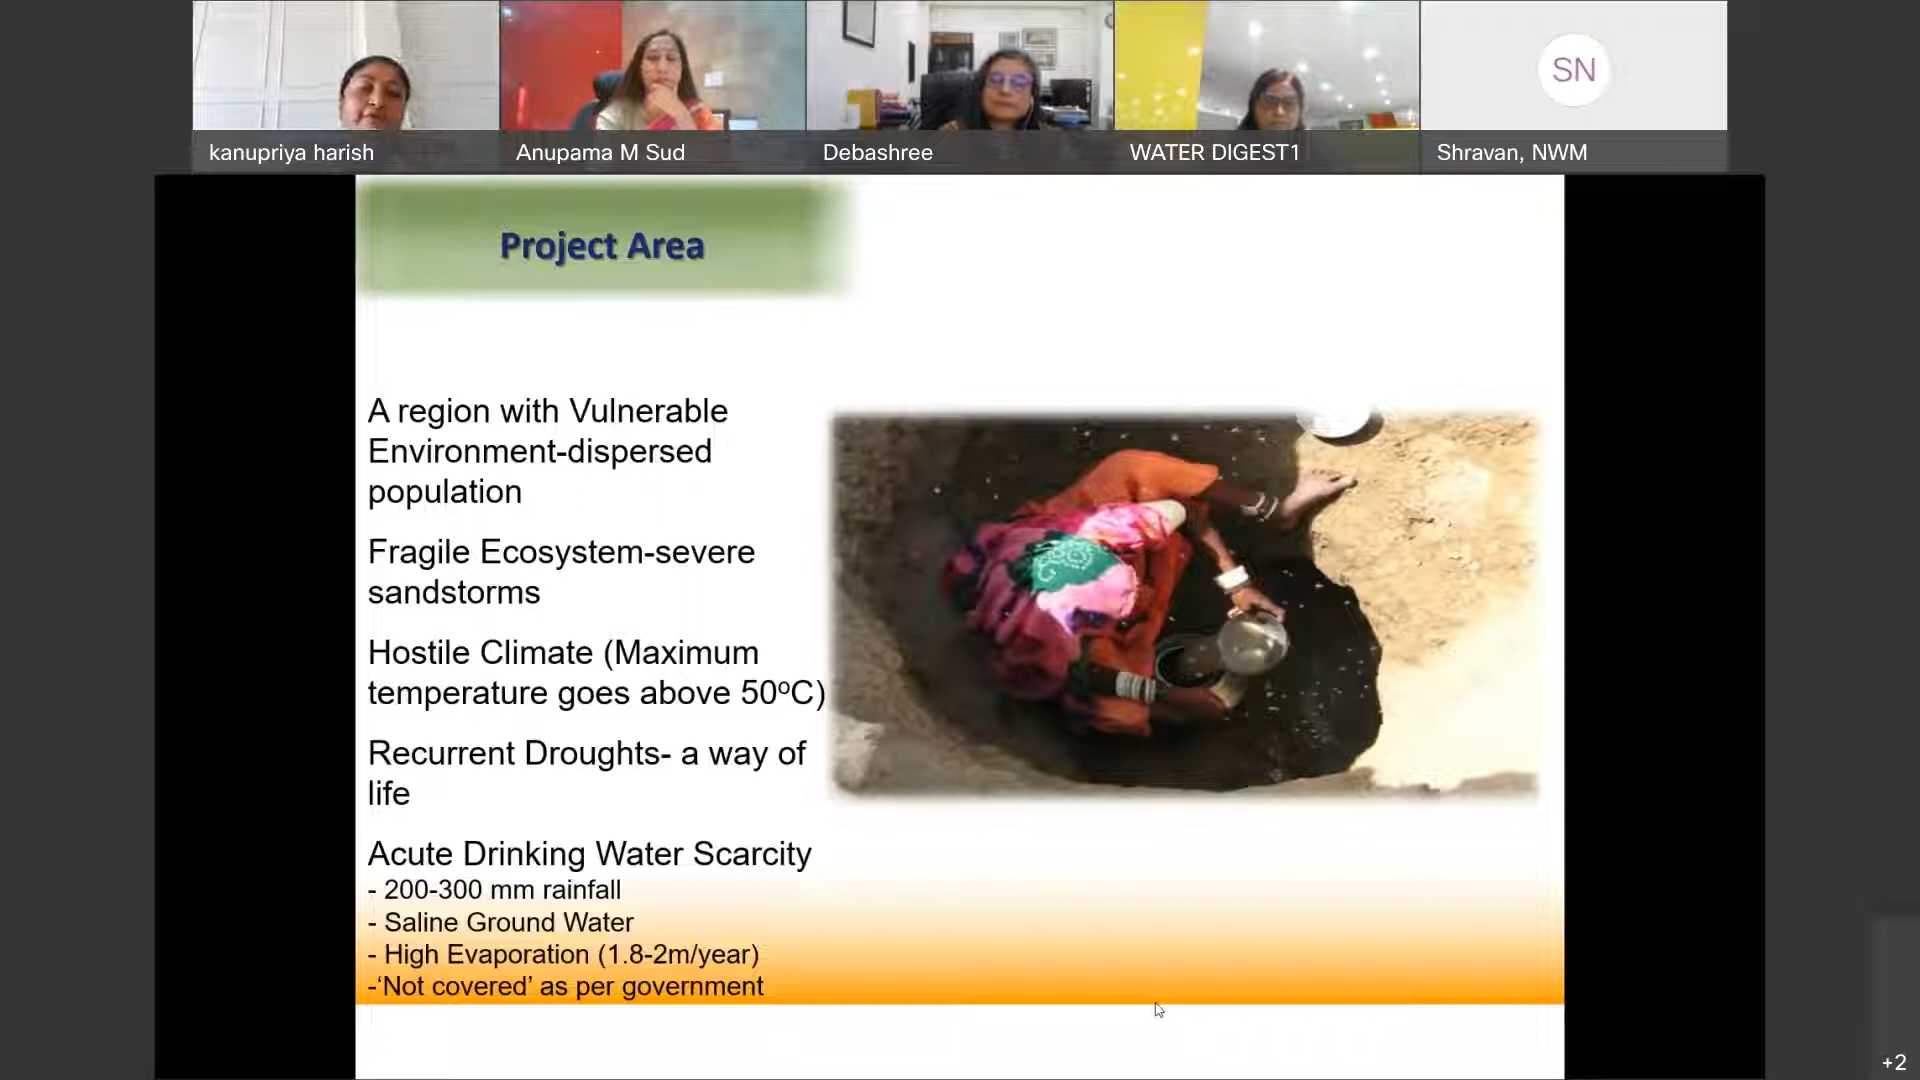 kanupriya harish
Anupama M Sud
Debashree
WATER DIGEST1
SN
Shravan, NWM
Project Area
A region with Vulnerable
Environment-dispersed
population
Fragile Ecosystem-severe
sandstorms
Hostile Climate (Maximum
temperature goes above 50ºC)
Recurrent Droughts- a way of
life
Acute Drinking Water Scarcity
- 200-300 mm rainfall
- Saline Ground Water
- High Evaporation (1.8-2m/year)
-‘Not covered’ as per government
+2